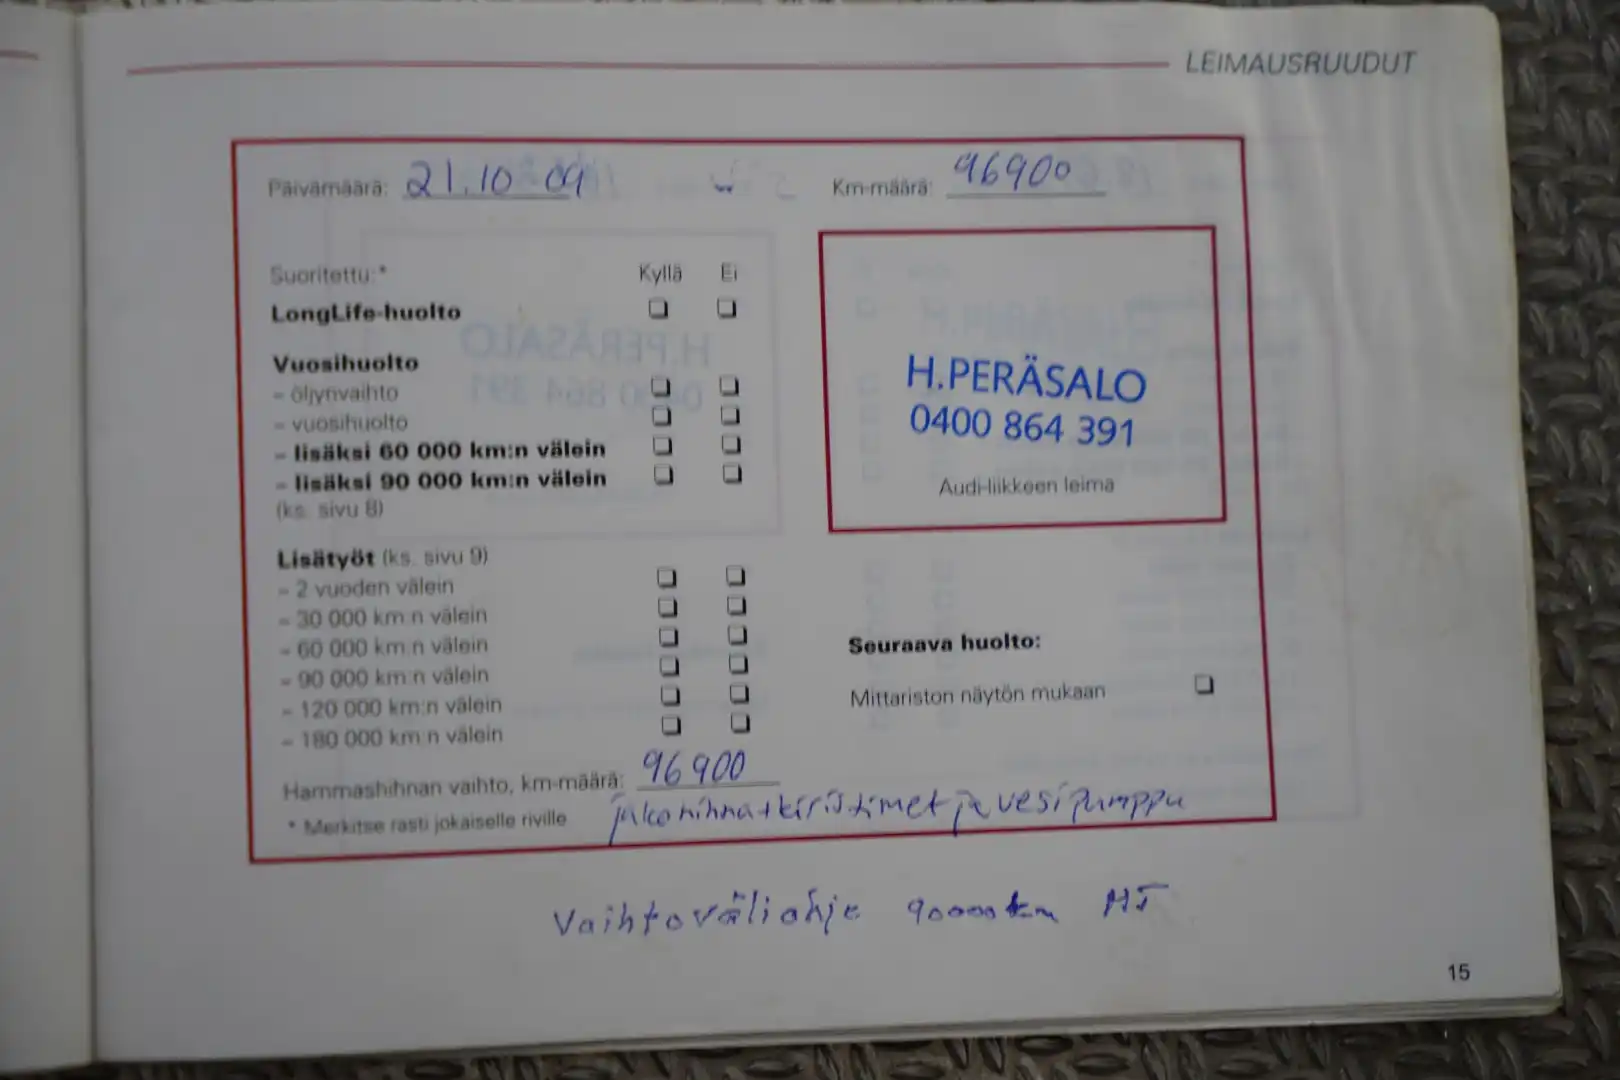 LEIMAUSRUUDUT
Päivämäärä: 21.10 09
Km-määrä: 96900
Suoritettu:* Kyllä Ei
LongLife-huolto
Vuosihuolto
- öljynvaihto
- vuosihuolto
- lisäksi 60 000 km:n välein
- lisäksi 90 000 km:n välein
(ks. sivu 8)
H.PERÄSALO
0400 864 391
Audi-liikkeen leima
Lisätyöt (ks. sivu 9)
- 2 vuoden välein
- 30 000 km:n välein
- 60 000 km:n välein
- 90 000 km:n välein
- 120 000 km:n välein
- 180 000 km:n välein
Seuraava huolto:
Mittariston näytön mukaan
Hammashihnan vaihto, km-määrä: 96900
* Merkitse rasti jokaiselle riville
jakohihnat kiristimet ja vesipumppu
Vaihtoväliohje 90000 km
15